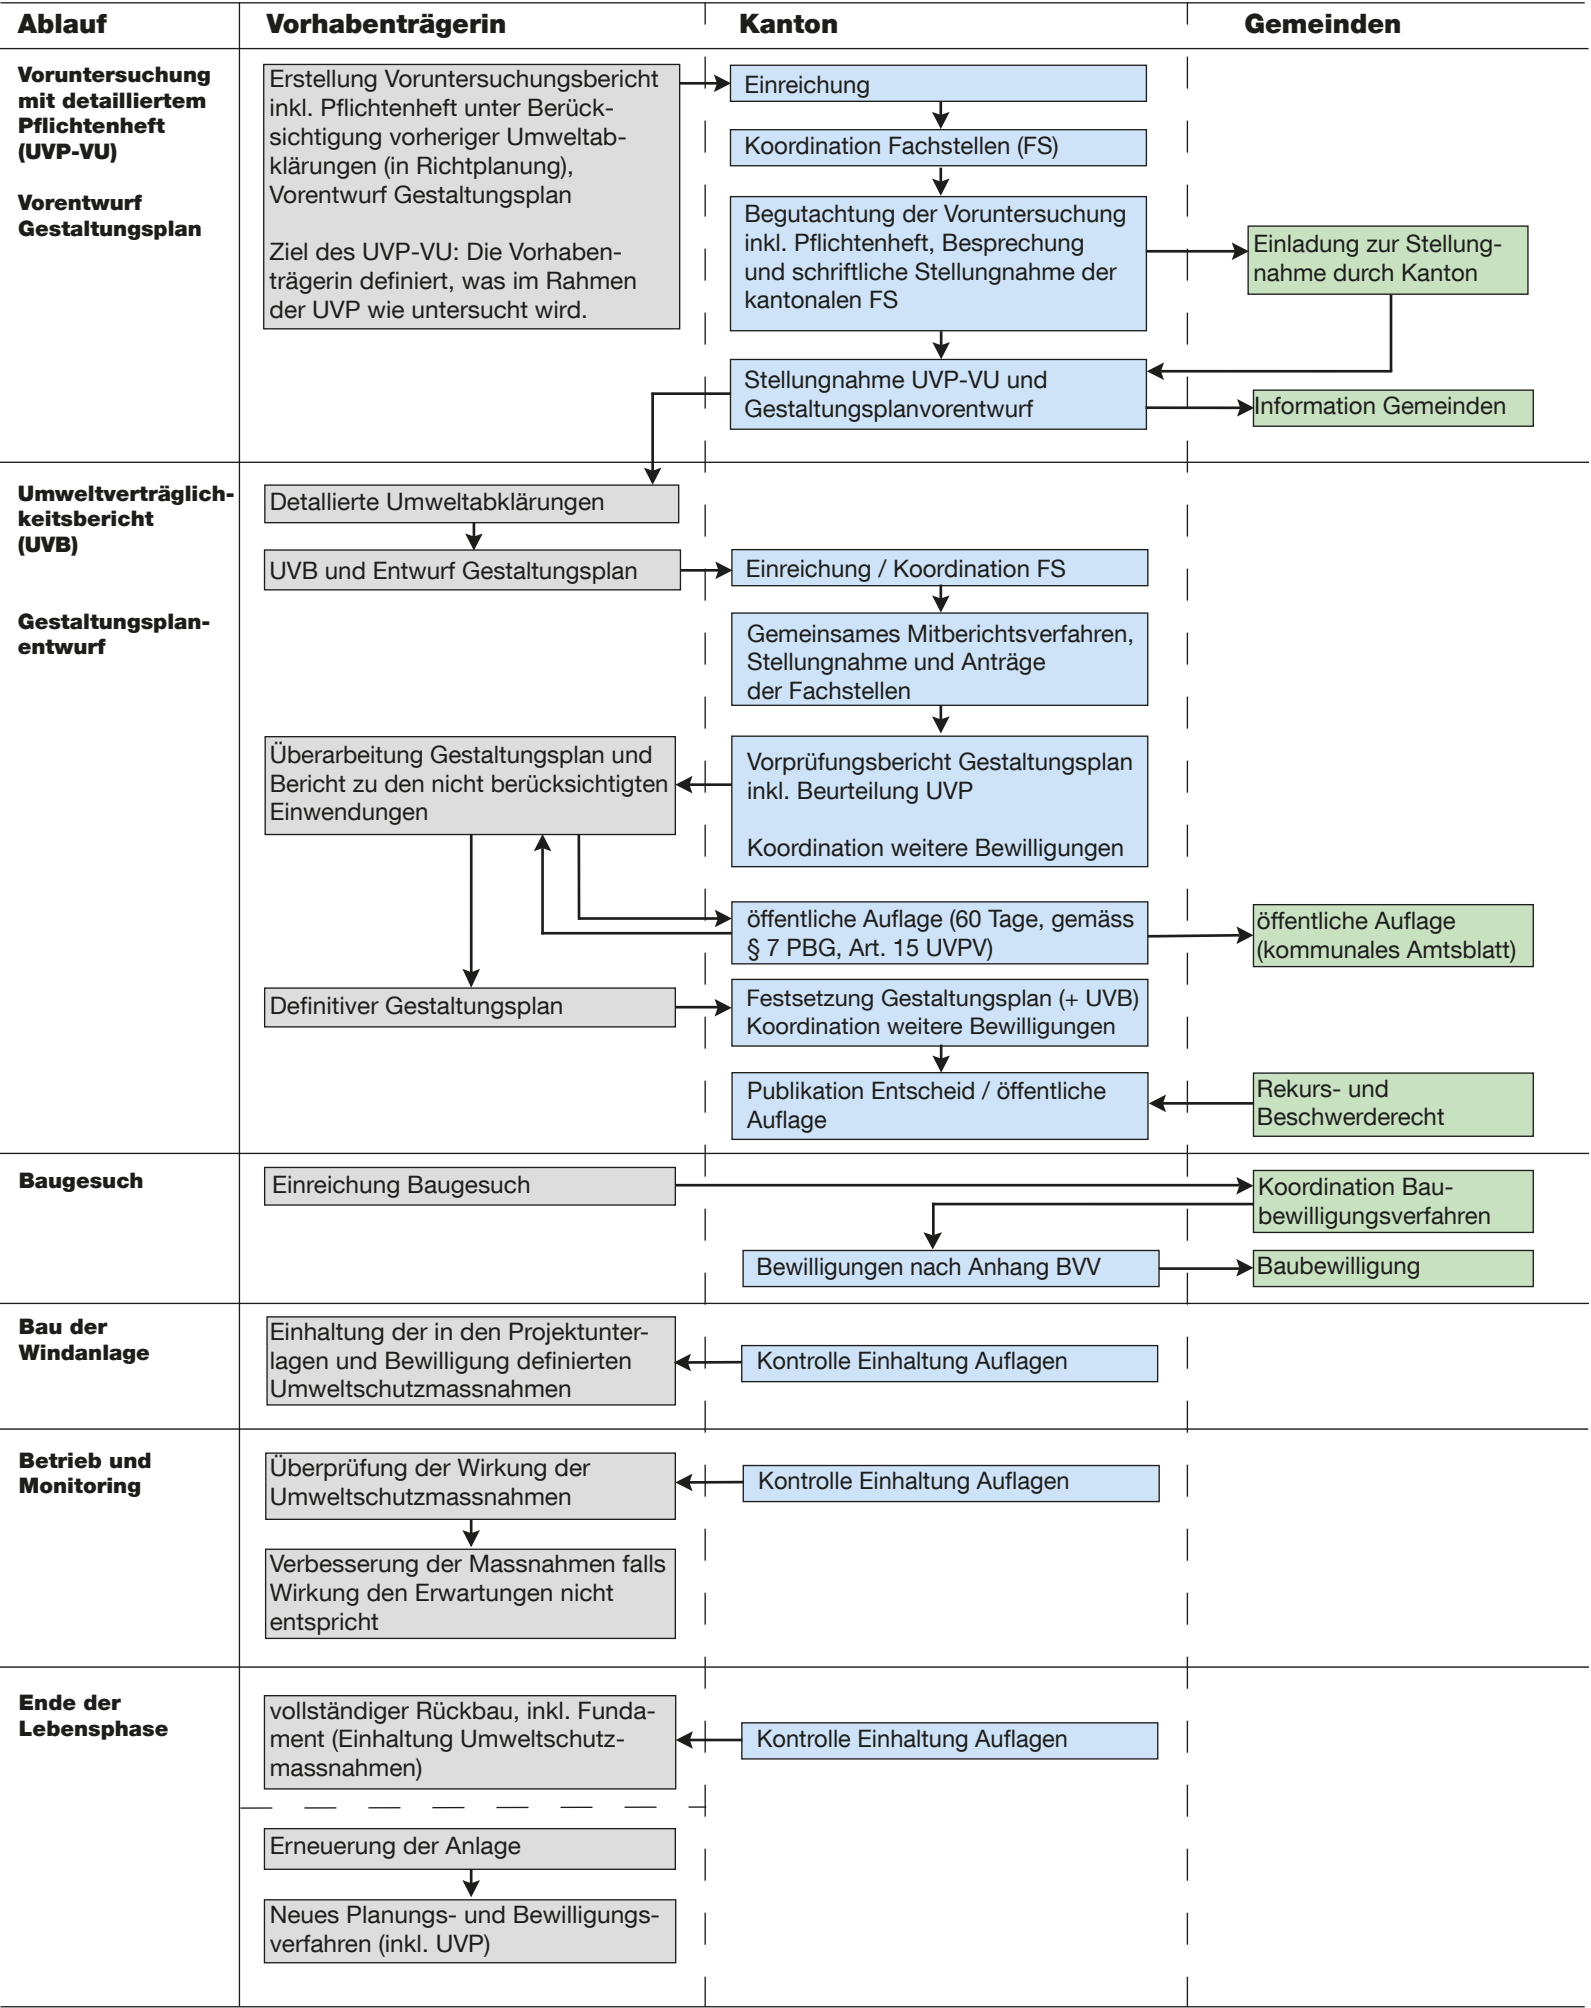 Ablauf
Vorhabenträgerin
Kanton
Gemeinden
Voruntersuchung
mit detailliertem
Pflichtenheft
(UVP-VU)
Vorentwurf
Gestaltungsplan
Erstellung Voruntersuchungsbericht
inkl. Pflichtenheft unter Berück-
sichtigung vorheriger Umweltab-
klärungen (in Richtplanung),
Vorentwurf Gestaltungsplan
Ziel des UVP-VU: Die Vorhaben-
trägerin definiert, was im Rahmen
der UVP wie untersucht wird.
Einreichung
Koordination Fachstellen (FS)
Begutachtung der Voruntersuchung
inkl. Pflichtenheft, Besprechung
und schriftliche Stellungnahme der
kantonalen FS
Einladung zur Stellung-
nahme durch Kanton
Stellungnahme UVP-VU und
Gestaltungsplanvorentwurf
Information Gemeinden
Umweltverträglich-
keitsbericht
(UVB)
Gestaltungsplan-
entwurf
Detallierte Umweltabklärungen
UVB und Entwurf Gestaltungsplan
Einreichung / Koordination FS
Gemeinsames Mitberichtsverfahren,
Stellungnahme und Anträge
der Fachstellen
Überarbeitung Gestaltungsplan und
Bericht zu den nicht berücksichtigten
Einwendungen
Vorprüfungsbericht Gestaltungsplan
inkl. Beurteilung UVP
Koordination weitere Bewilligungen
öffentliche Auflage (60 Tage, gemäss
§ 7 PBG, Art. 15 UVPV)
öffentliche Auflage
(kommunales Amtsblatt)
Definitiver Gestaltungsplan
Festsetzung Gestaltungsplan (+ UVB)
Koordination weitere Bewilligungen
Publikation Entscheid / öffentliche
Auflage
Rekurs- und
Beschwerderecht
Baugesuch
Einreichung Baugesuch
Koordination Bau-
bewilligungsverfahren
Bewilligungen nach Anhang BVV
Baubewilligung
Bau der
Windanlage
Einhaltung der in den Projektunter-
lagen und Bewilligung definierten
Umweltschutzmassnahmen
Kontrolle Einhaltung Auflagen
Betrieb und
Monitoring
Überprüfung der Wirkung der
Umweltschutzmassnahmen
Kontrolle Einhaltung Auflagen
Verbesserung der Massnahmen falls
Wirkung den Erwartungen nicht
entspricht
Ende der
Lebensphase
vollständiger Rückbau, inkl. Funda-
ment (Einhaltung Umweltschutz-
massnahmen)
Kontrolle Einhaltung Auflagen
Erneuerung der Anlage
Neues Planungs- und Bewilligungs-
verfahren (inkl. UVP)